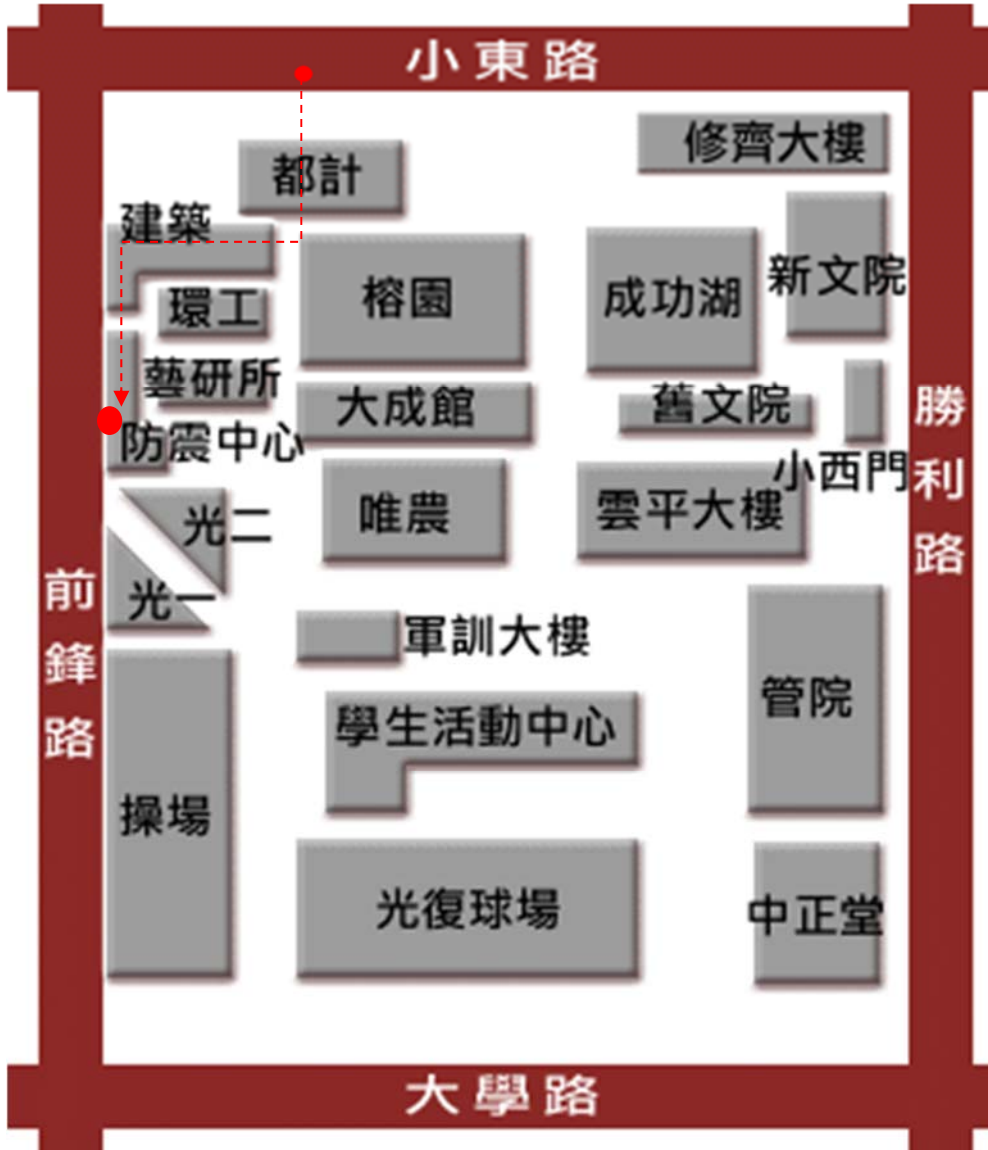 小東路
修齊大樓
都計
建築
新文院
榕園
成功湖
環工
藝研所
大成館
舊文院
勝利路
防震中心
小西門
唯農
雲平大樓
光二
光一
前鋒路
軍訓大樓
管院
學生活動中心
操場
光復球場
中正堂
大學路